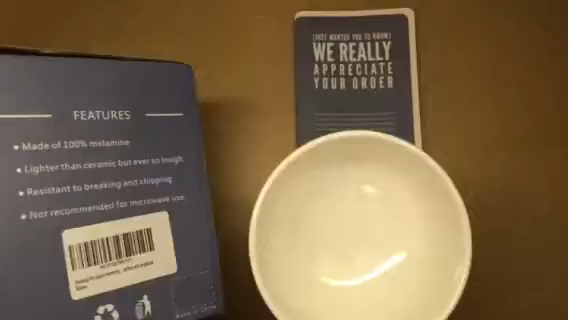 FEATURES
• Made of 100% melamine
• Lighter than ceramic but ever so tough
• Resistant to breaking and chipping
• Not recommended for microwave use
(JUST WANTED YOU TO KNOW)
WE REALLY
APPRECIATE
YOUR ORDER